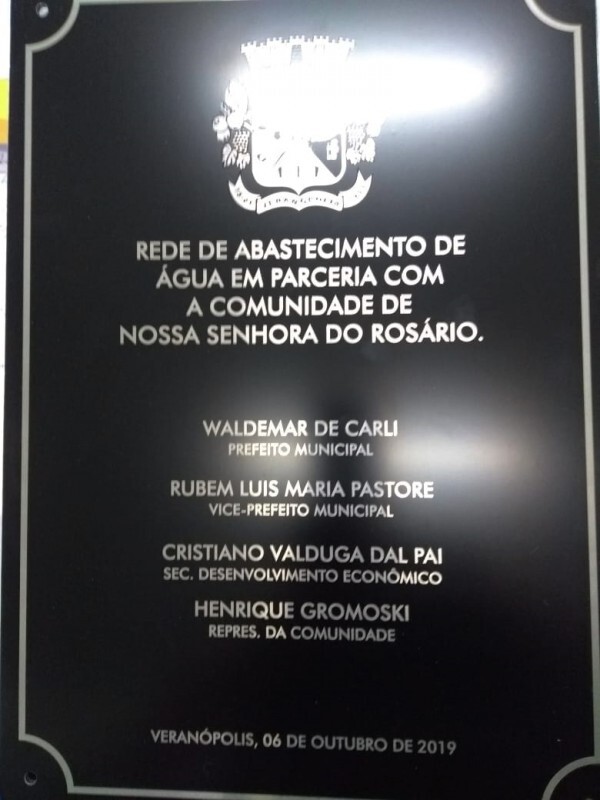 REDE DE ABASTECIMENTO DE
ÁGUA EM PARCERIA COM
A COMUNIDADE DE
NOSSA SENHORA DO ROSÁRIO.
WALDEMAR DE CARLI
PREFEITO MUNICIPAL
RUBEM LUIS MARIA PASTORE
VICE-PREFEITO MUNICIPAL
CRISTIANO VALDUGA DAL PAI
SEC. DESENVOLVIMENTO ECONÔMICO
HENRIQUE GROMOSKI
REPRES. DA COMUNIDADE
VERANÓPOLIS, 06 DE OUTUBRO DE 2019